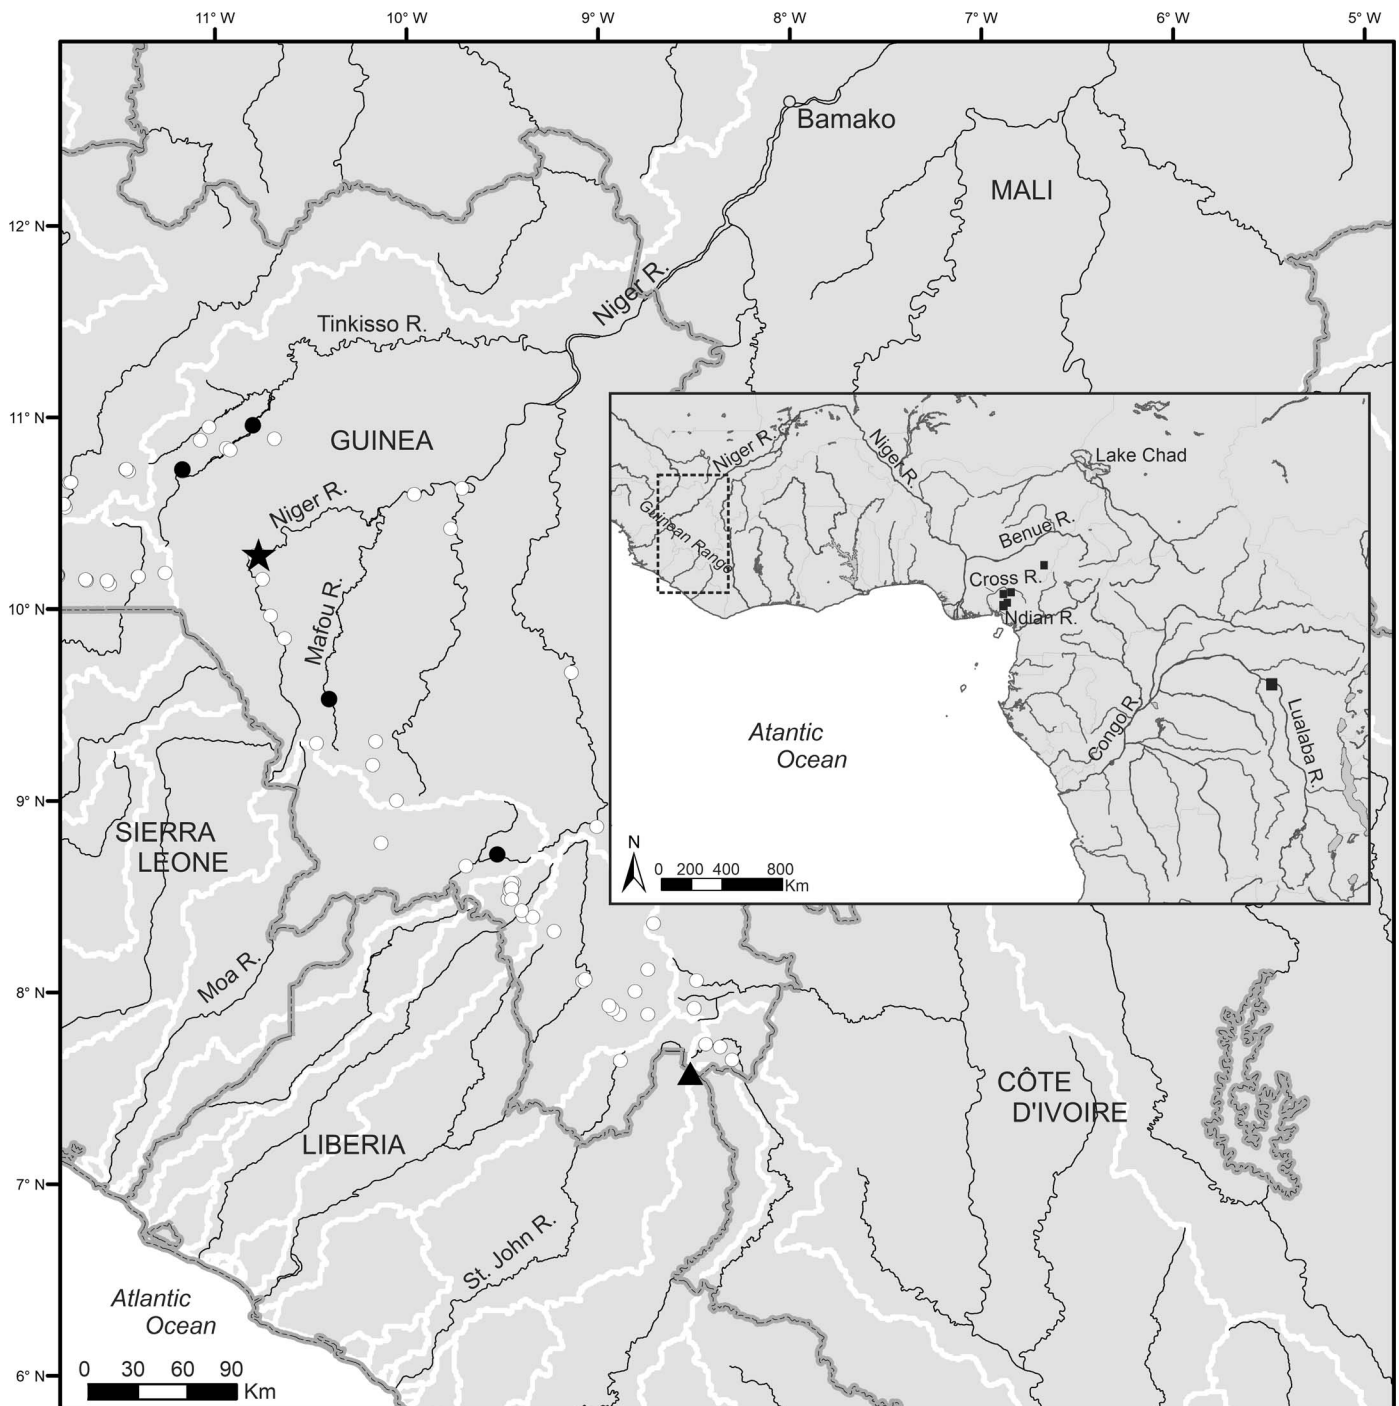 11° W
10° W
9° W
8° W
7° W
6° W
5° W
Bamako
MALI
12° N
Niger R.
Tinkisso R.
11° N
GUINEA
Niger R.
Mafou R.
10° N
9° N
SIERRA
LEONE
Moa R.
8° N
CÔTE
D'IVOIRE
LIBERIA
7° N
St. John R.
Atlantic
Ocean
6° N
0 30 60 90
Km
Niger R.
Niger R.
Lake Chad
Guinean Range
Benue R.
Cross R.
Ndian R.
Congo R.
Lualaba R.
Atantic
Ocean
N
0 200 400 800
Km